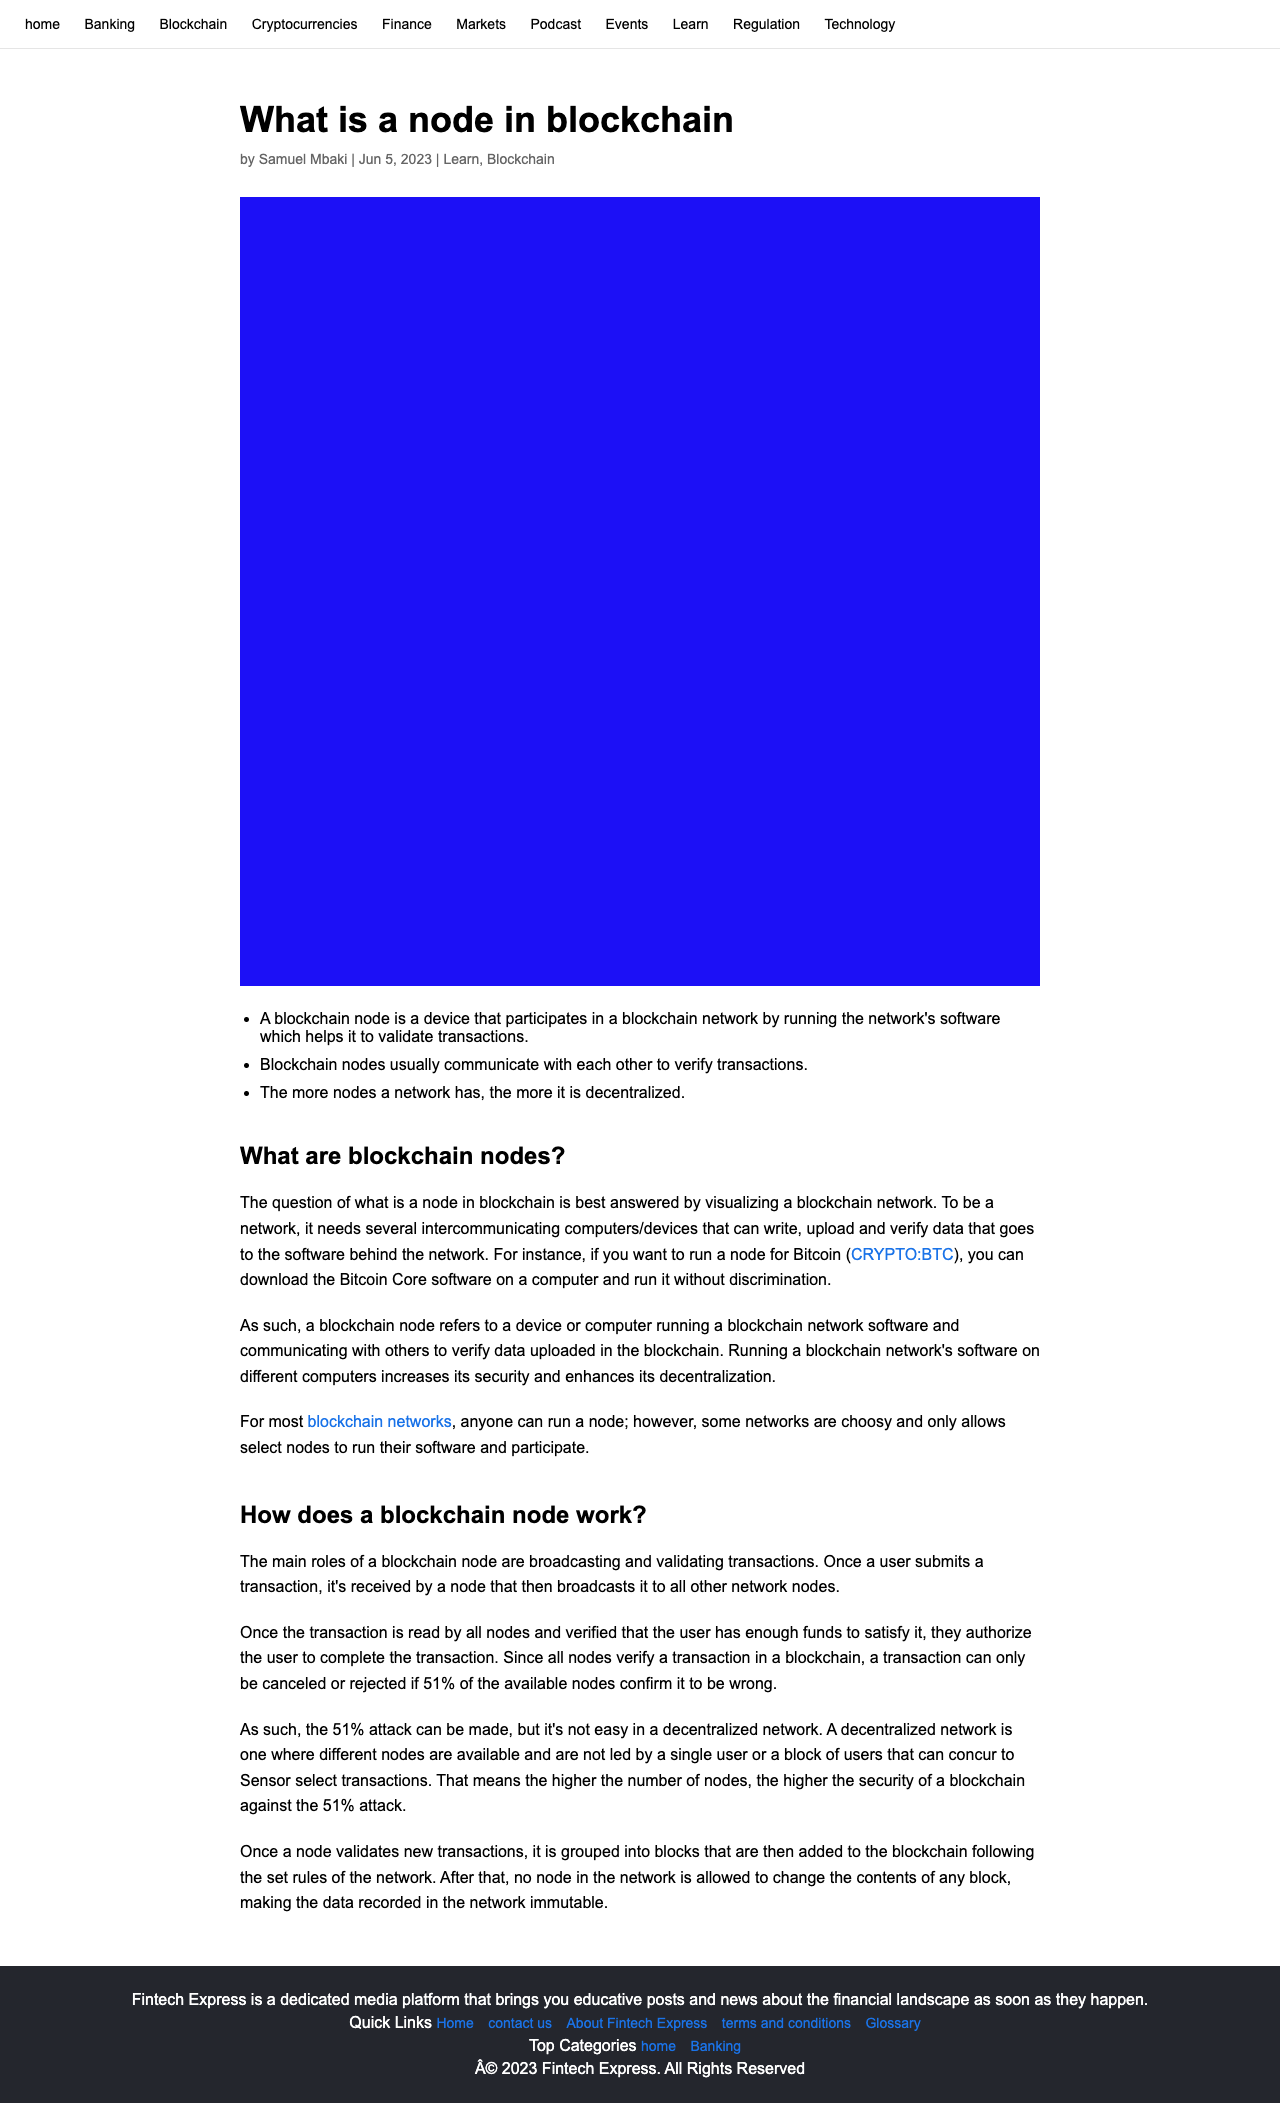 home Banking Blockchain Cryptocurrencies Finance Markets Podcast Events Learn Regulation Technology
What is a node in blockchain
by Samuel Mbaki | Jun 5, 2023 | Learn, Blockchain
• A blockchain node is a device that participates in a blockchain network by running the network's software
which helps it to validate transactions.
• Blockchain nodes usually communicate with each other to verify transactions.
• The more nodes a network has, the more it is decentralized.
What are blockchain nodes?
The question of what is a node in blockchain is best answered by visualizing a blockchain network. To be a
network, it needs several intercommunicating computers/devices that can write, upload and verify data that goes
to the software behind the network. For instance, if you want to run a node for Bitcoin (CRYPTO:BTC), you can
download the Bitcoin Core software on a computer and run it without discrimination.
As such, a blockchain node refers to a device or computer running a blockchain network software and
communicating with others to verify data uploaded in the blockchain. Running a blockchain network's software on
different computers increases its security and enhances its decentralization.
For most blockchain networks, anyone can run a node; however, some networks are choosy and only allows
select nodes to run their software and participate.
How does a blockchain node work?
The main roles of a blockchain node are broadcasting and validating transactions. Once a user submits a
transaction, it's received by a node that then broadcasts it to all other network nodes.
Once the transaction is read by all nodes and verified that the user has enough funds to satisfy it, they authorize
the user to complete the transaction. Since all nodes verify a transaction in a blockchain, a transaction can only
be canceled or rejected if 51% of the available nodes confirm it to be wrong.
As such, the 51% attack can be made, but it's not easy in a decentralized network. A decentralized network is
one where different nodes are available and are not led by a single user or a block of users that can concur to
Sensor select transactions. That means the higher the number of nodes, the higher the security of a blockchain
against the 51% attack.
Once a node validates new transactions, it is grouped into blocks that are then added to the blockchain following
the set rules of the network. After that, no node in the network is allowed to change the contents of any block,
making the data recorded in the network immutable.
Fintech Express is a dedicated media platform that brings you educative posts and news about the financial landscape as soon as they happen.
Quick Links Home contact us About Fintech Express terms and conditions Glossary
Top Categories home Banking
Â© 2023 Fintech Express. All Rights Reserved